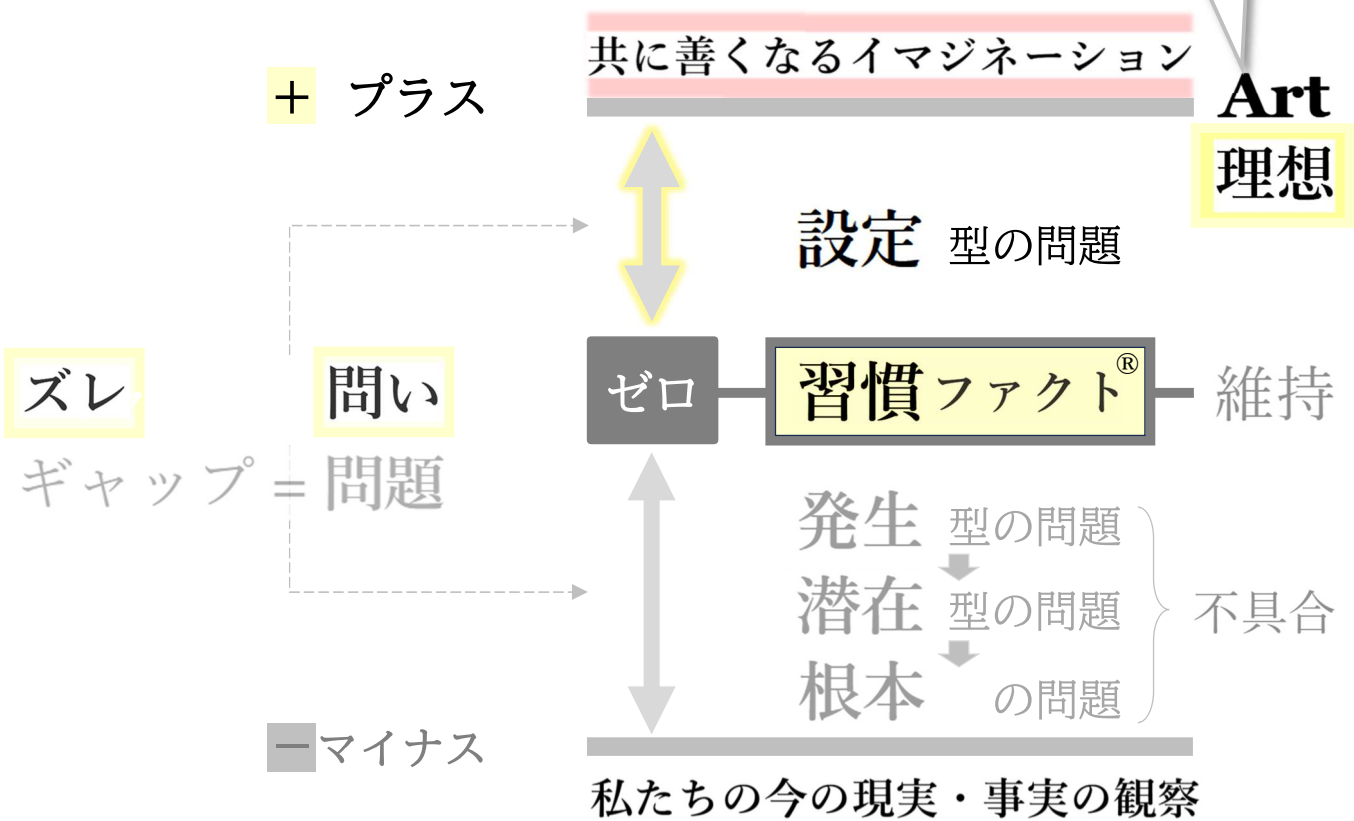 共に善くなるイマジネーション
＋ プラス
Art
理想
設定 型の問題
ズレ
問い
ゼロ
習慣ファクト®
維持
ギャップ = 問題
発生 型の問題
潜在 型の問題
不具合
根本 の問題
－マイナス
私たちの今の現実・事実の観察